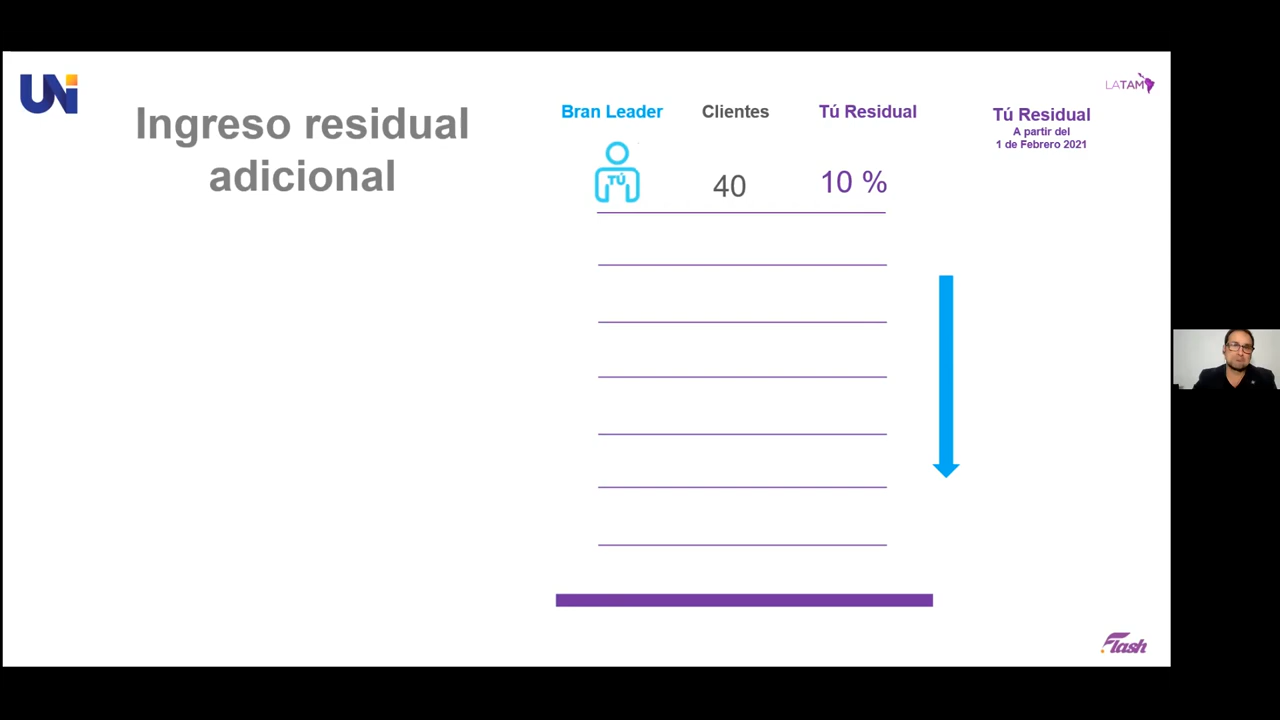 UNi
Ingreso residual
adicional
Bran Leader
Clientes
Tú Residual
TÚ
40
10 %
LATAM
Tú Residual
A partir del
1 de Febrero 2021
Flash